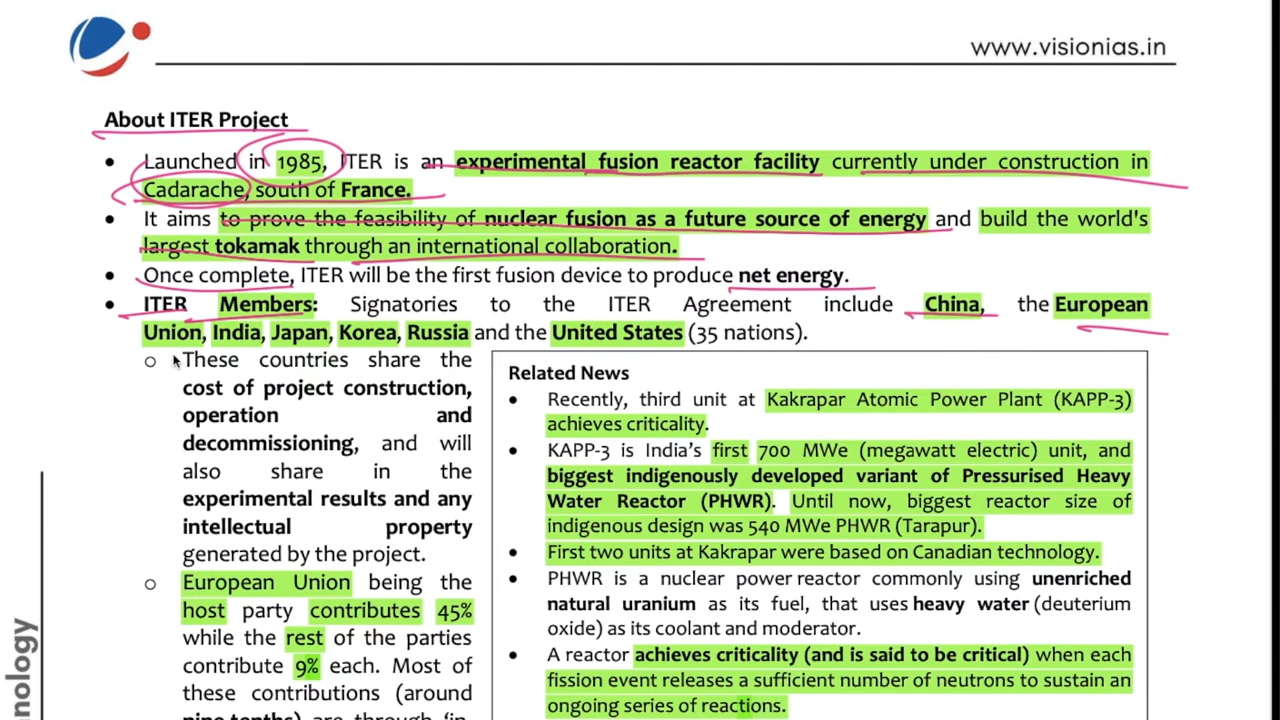 www.visionias.in
About ITER Project
• Launched in 1985, ITER is an experimental fusion reactor facility currently under construction in
Cadarache, south of France.
• It aims to prove the feasibility of nuclear fusion as a future source of energy and build the world's
largest tokamak through an international collaboration.
• Once complete, ITER will be the first fusion device to produce net energy.
• ITER Members: Signatories to the ITER Agreement include China, the European
Union, India, Japan, Korea, Russia and the United States (35 nations).
o These countries share the
cost of project construction,
operation and
decommissioning, and will
also share in the
experimental results and any
intellectual property
generated by the project.
o European Union being the
host party contributes 45%
while the rest of the parties
contribute 9% each. Most of
these contributions (around
nine-tenths) are through 'in-
Related News
• Recently, third unit at Kakrapar Atomic Power Plant (KAPP-3)
achieves criticality.
• KAPP-3 is India's first 700 MWe (megawatt electric) unit, and
biggest indigenously developed variant of Pressurised Heavy
Water Reactor (PHWR). Until now, biggest reactor size of
indigenous design was 540 MWe PHWR (Tarapur).
• First two units at Kakrapar were based on Canadian technology.
• PHWR is a nuclear power reactor commonly using unenriched
natural uranium as its fuel, that uses heavy water (deuterium
oxide) as its coolant and moderator.
• A reactor achieves criticality (and is said to be critical) when each
fission event releases a sufficient number of neutrons to sustain an
ongoing series of reactions.
nology